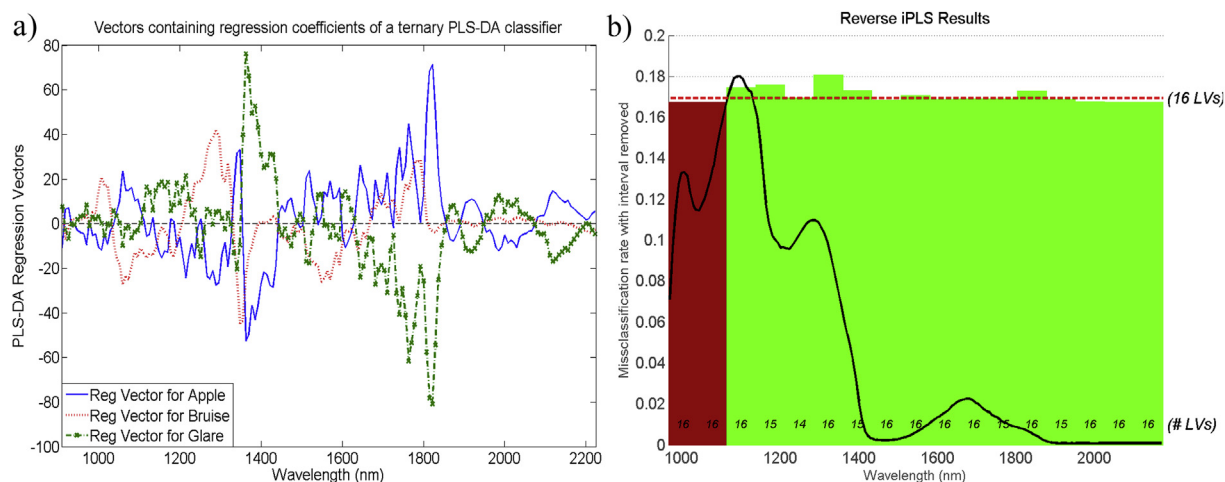 a)
Vectors containing regression coefficients of a ternary PLS-DA classifier
80
60
40
20
0
-20
-40
-60
-80
-100
PLS-DA Regression Vectors
Reg Vector for Apple
Reg Vector for Bruise
Reg Vector for Glare
1000 1200 1400 1600 1800 2000 2200
Wavelength (nm)
b)
Reverse iPLS Results
0.2
0.18
0.16
0.14
0.12
0.1
0.08
0.06
0.04
0.02
0
Missclassification rate with interval removed
(16 LVs)
16 16 16 15 14 16 15 16 16 16 16 15 16 15 16 16 16
(# LVs)
1000 1200 1400 1600 1800 2000
Wavelength (nm)